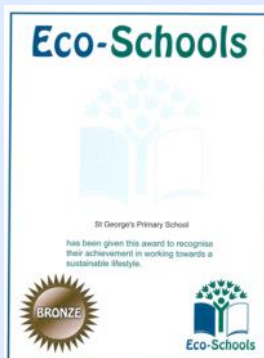 Eco-Schools
St George's Primary School
has been given this award to recognise
their achievement in working towards a
sustainable lifestyle.
BRONZE
Eco-Schools